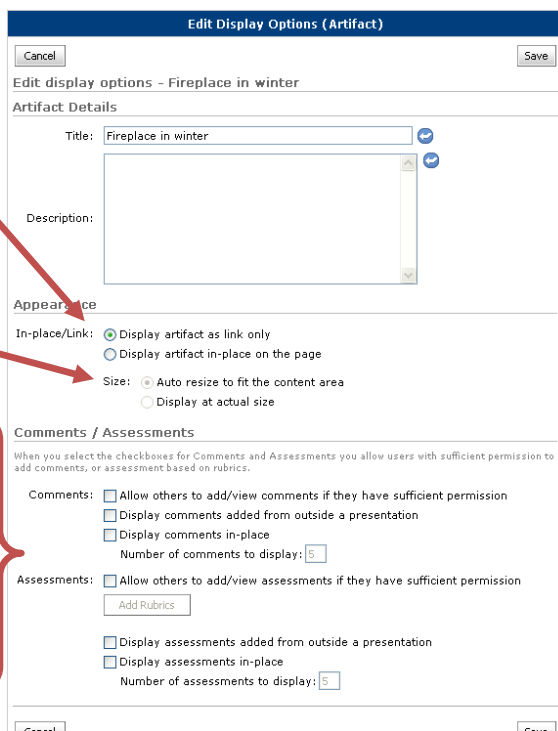 Edit Display Options (Artifact)
Cancel Save
Edit display options - Fireplace in winter
Artifact Details
Title: Fireplace in winter
Description:
Appearance
In-place/Link: Display artifact as link only
Display artifact in-place on the page
Size: Auto resize to fit the content area
Display at actual size
Comments / Assessments
When you select the checkboxes for Comments and Assessments you allow users with sufficient permission to
add comments, or assessment based on rubrics.
Comments: Allow others to add/view comments if they have sufficient permission
Display comments added from outside a presentation
Display comments in-place
Number of comments to display: 5
Assessments: Allow others to add/view assessments if they have sufficient permission
Add Rubrics
Display assessments added from outside a presentation
Display assessments in-place
Number of assessments to display: 5
Cancel Save